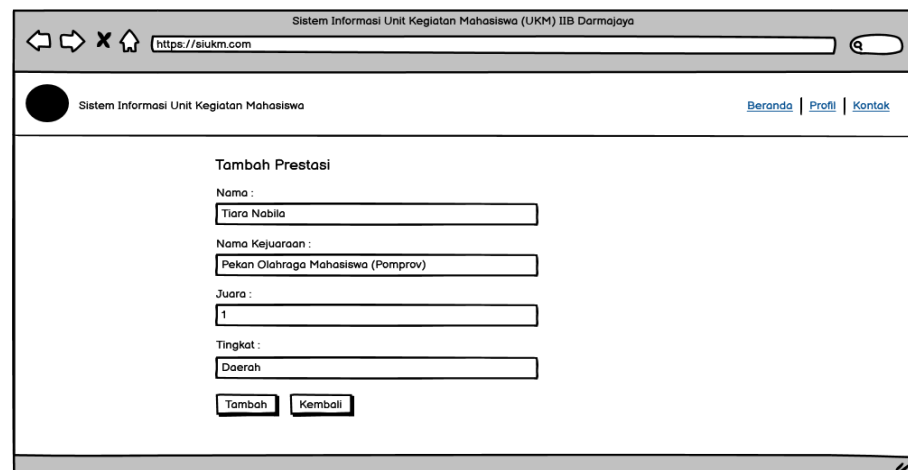 Sistem Informasi Unit Kegiatan Mahasiswa (UKM) IIB Darmajaya
https://siukm.com
Sistem Informasi Unit Kegiatan Mahasiswa
Beranda | Profil | Kontak
Tambah Prestasi
Nama :
Tiara Nabila
Nama Kejuaraan :
Pekan Olahraga Mahasiswa (Pomprov)
Juara :
1
Tingkat :
Daerah
Tambah Kembali